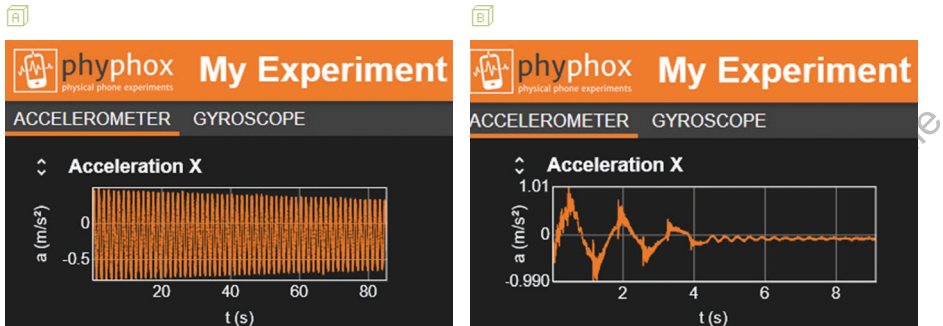 A
B
phyphox
physical phone experiments
My Experiment
ACCELEROMETER GYROSCOPE
Acceleration X
a (m/s²)
0
-0.5
20 40 60 80
t (s)
phyphox
physical phone experiments
My Experiment
ACCELEROMETER GYROSCOPE
Acceleration X
a (m/s²)
1.01
0
-0.990
2 4 6 8
t (s)